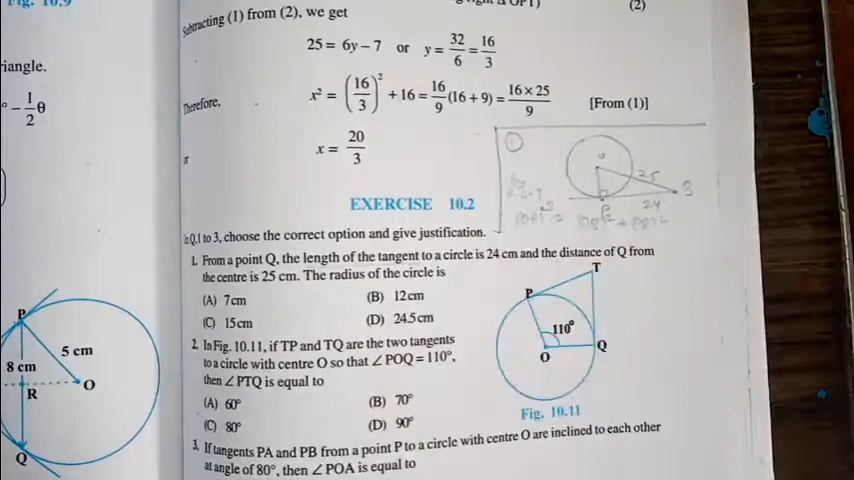 Fig. 10.9
riangle.
° – 1/2 θ
P
5 cm
8 cm
R
O
Q
(2)
Subtracting (1) from (2), we get
25 = 6y – 7 or y = 32/6 = 16/3
Therefore, x² = (16/3)² + 16 = 16/9 (16 + 9) = (16 × 25)/9 [From (1)]
or x = 20/3
1
25
24
EXERCISE 10.2
In Q.1 to 3, choose the correct option and give justification.
1. From a point Q, the length of the tangent to a circle is 24 cm and the distance of Q from
the centre is 25 cm. The radius of the circle is
(A) 7 cm (B) 12 cm
(C) 15 cm (D) 24.5 cm
2. In Fig. 10.11, if TP and TQ are the two tangents
to a circle with centre O so that ∠ POQ = 110°,
then ∠ PTQ is equal to
(A) 60° (B) 70°
(C) 80° (D) 90°
T
P
110°
O
Q
Fig. 10.11
3. If tangents PA and PB from a point P to a circle with centre O are inclined to each other
at angle of 80°, then ∠ POA is equal to